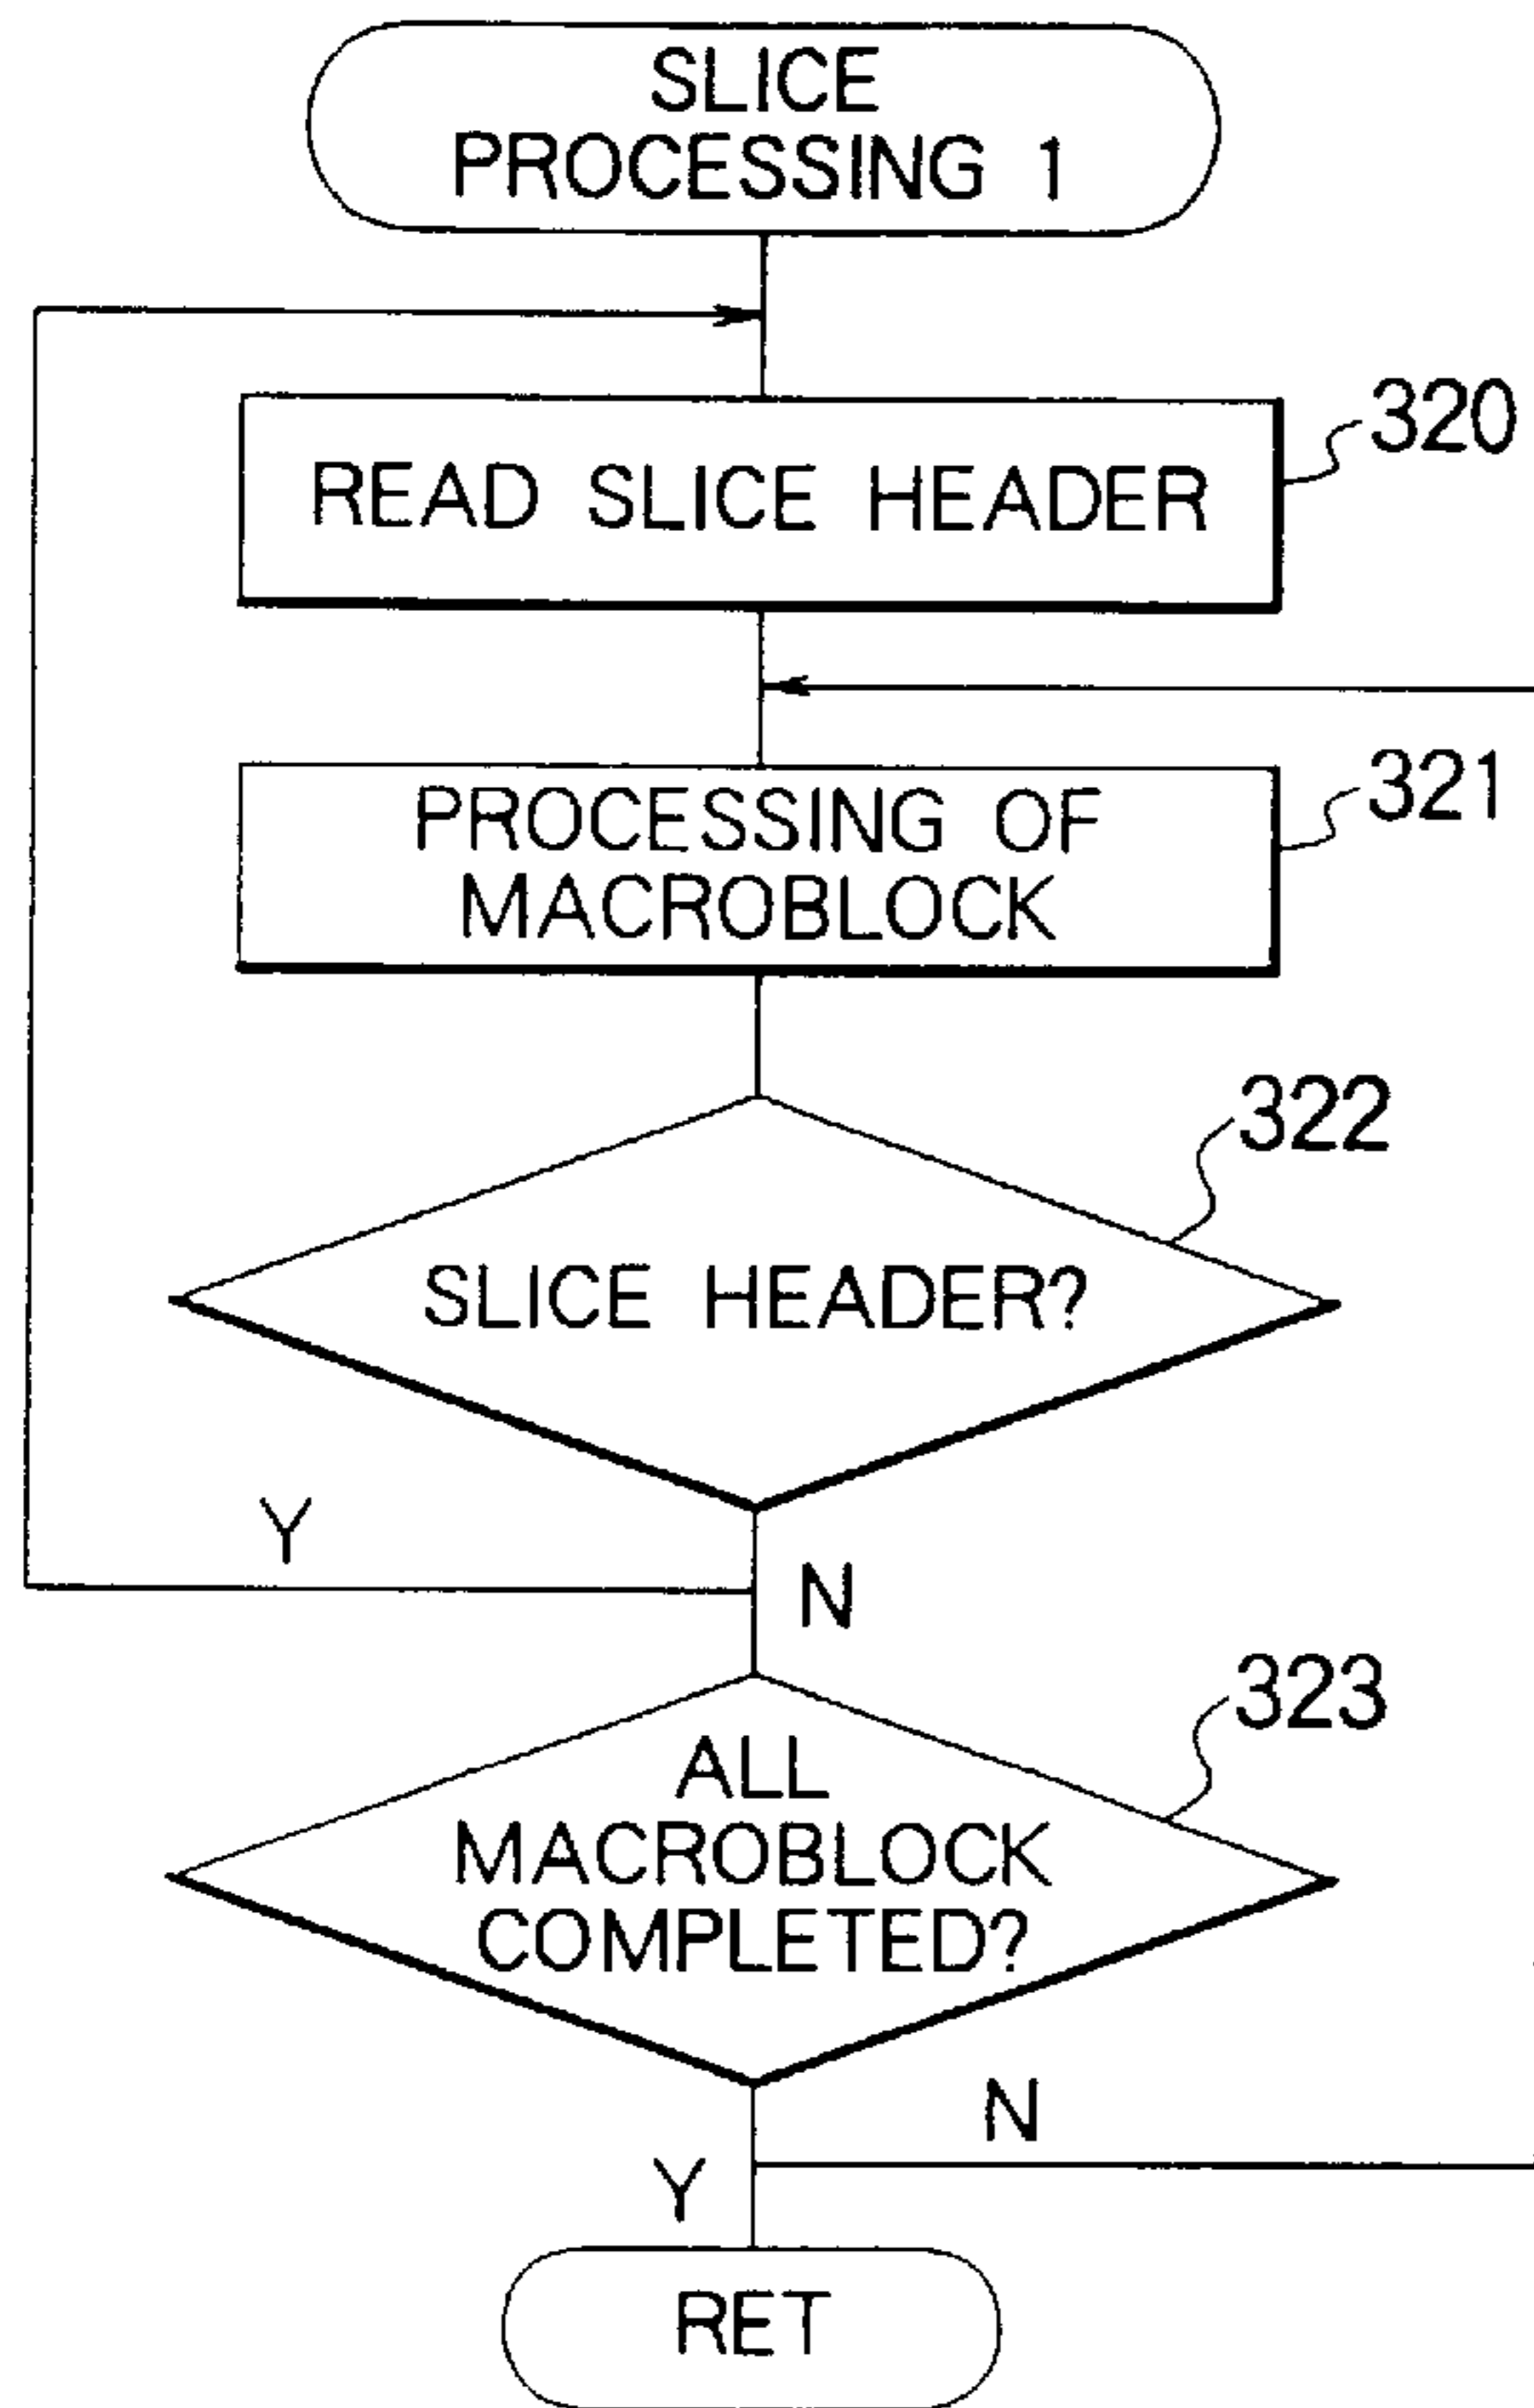 SLICE
PROCESSING 1
READ SLICE HEADER
320
PROCESSING OF
MACROBLOCK
321
322
SLICE HEADER?
Y
N
323
ALL
MACROBLOCK
COMPLETED?
N
Y
RET